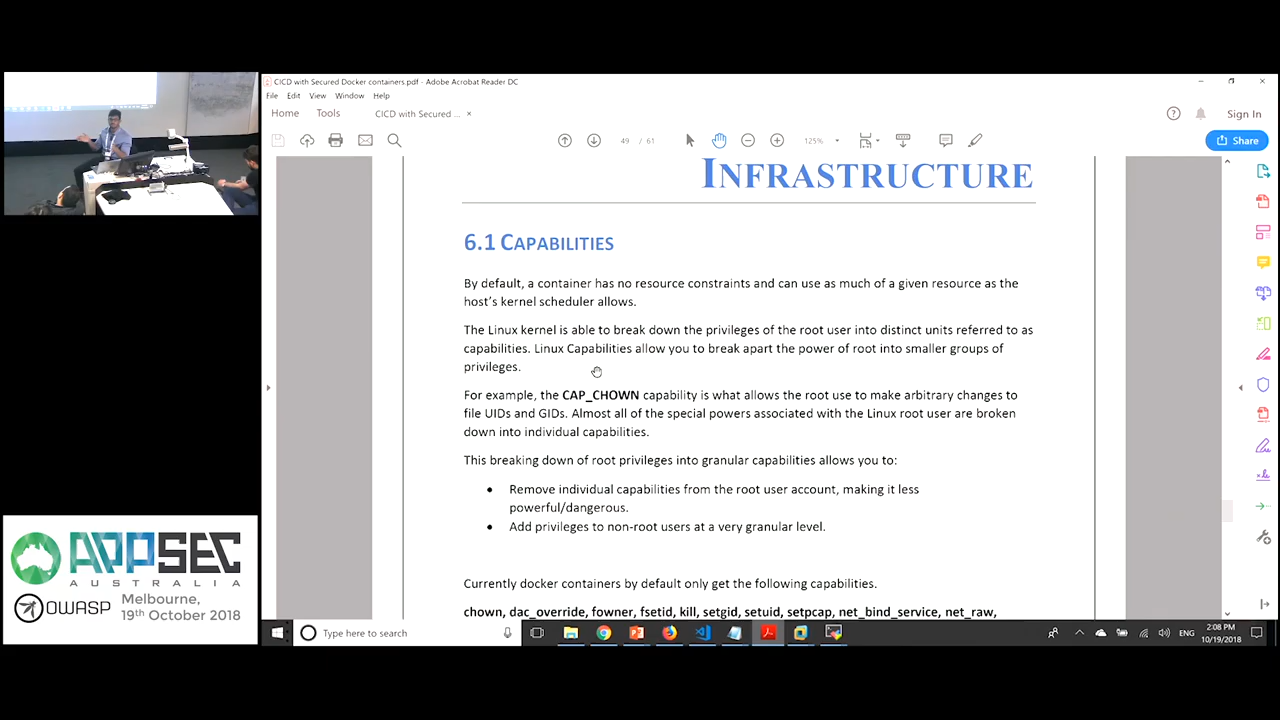 CICD with Secured Docker containers.pdf - Adobe Acrobat Reader DC
File Edit View Window Help
Home Tools CICD with Secured ... ×
Sign In
49 / 61
125%
Share
INFRASTRUCTURE
6.1 CAPABILITIES
By default, a container has no resource constraints and can use as much of a given resource as the
host's kernel scheduler allows.
The Linux kernel is able to break down the privileges of the root user into distinct units referred to as
capabilities. Linux Capabilities allow you to break apart the power of root into smaller groups of
privileges.
For example, the CAP_CHOWN capability is what allows the root use to make arbitrary changes to
file UIDs and GIDs. Almost all of the special powers associated with the Linux root user are broken
down into individual capabilities.
This breaking down of root privileges into granular capabilities allows you to:
• Remove individual capabilities from the root user account, making it less
powerful/dangerous.
• Add privileges to non-root users at a very granular level.
Currently docker containers by default only get the following capabilities.
chown, dac_override, fowner, fsetid, kill, setgid, setuid, setpcap, net_bind_service, net_raw,
APPSEC
AUSTRALIA
OWASP
Melbourne,
19th October 2018
Type here to search
ENG
2:08 PM
10/19/2018